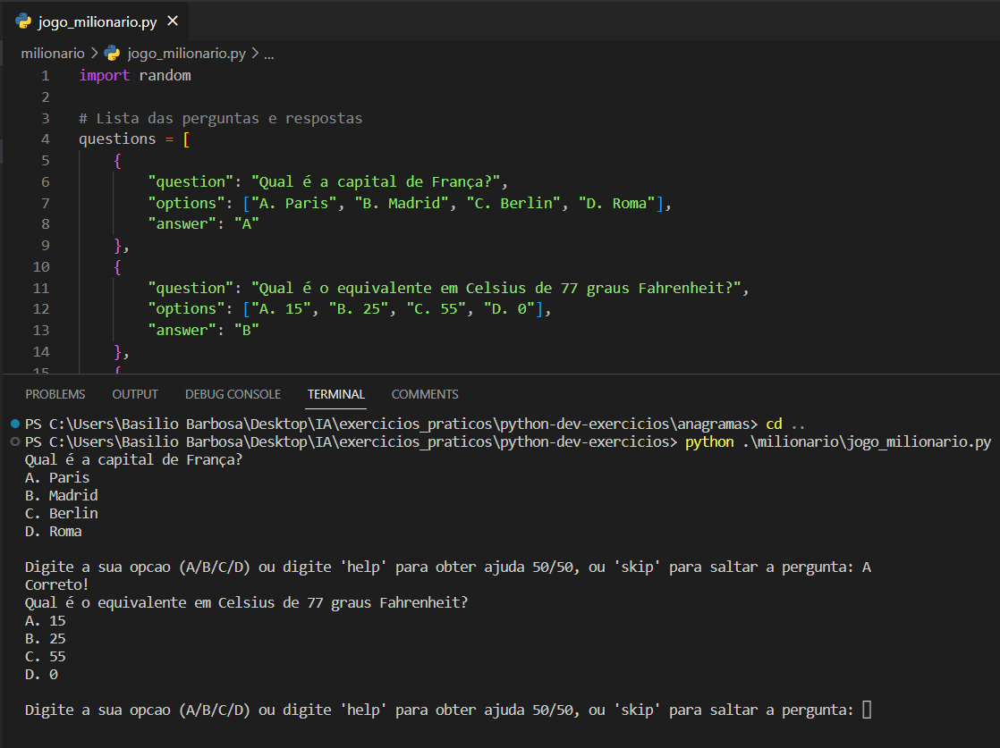 jogo_milionario.py ×
milionario > jogo_milionario.py > ...
1 import random
2
3 # Lista das perguntas e respostas
4 questions = [
5 {
6 "question": "Qual é a capital de França?",
7 "options": ["A. Paris", "B. Madrid", "C. Berlin", "D. Roma"],
8 "answer": "A"
9 },
10 {
11 "question": "Qual é o equivalente em Celsius de 77 graus Fahrenheit?",
12 "options": ["A. 15", "B. 25", "C. 55", "D. 0"],
13 "answer": "B"
14 },
15 {
PROBLEMS OUTPUT DEBUG CONSOLE TERMINAL COMMENTS
PS C:\Users\Basilio Barbosa\Desktop\IA\exercicios_praticos\python-dev-exercicios\anagramas> cd ..
PS C:\Users\Basilio Barbosa\Desktop\IA\exercicios_praticos\python-dev-exercicios> python .\milionario\jogo_milionario.py
Qual é a capital de França?
A. Paris
B. Madrid
C. Berlin
D. Roma
Digite a sua opcao (A/B/C/D) ou digite 'help' para obter ajuda 50/50, ou 'skip' para saltar a pergunta: A
Correto!
Qual é o equivalente em Celsius de 77 graus Fahrenheit?
A. 15
B. 25
C. 55
D. 0
Digite a sua opcao (A/B/C/D) ou digite 'help' para obter ajuda 50/50, ou 'skip' para saltar a pergunta: